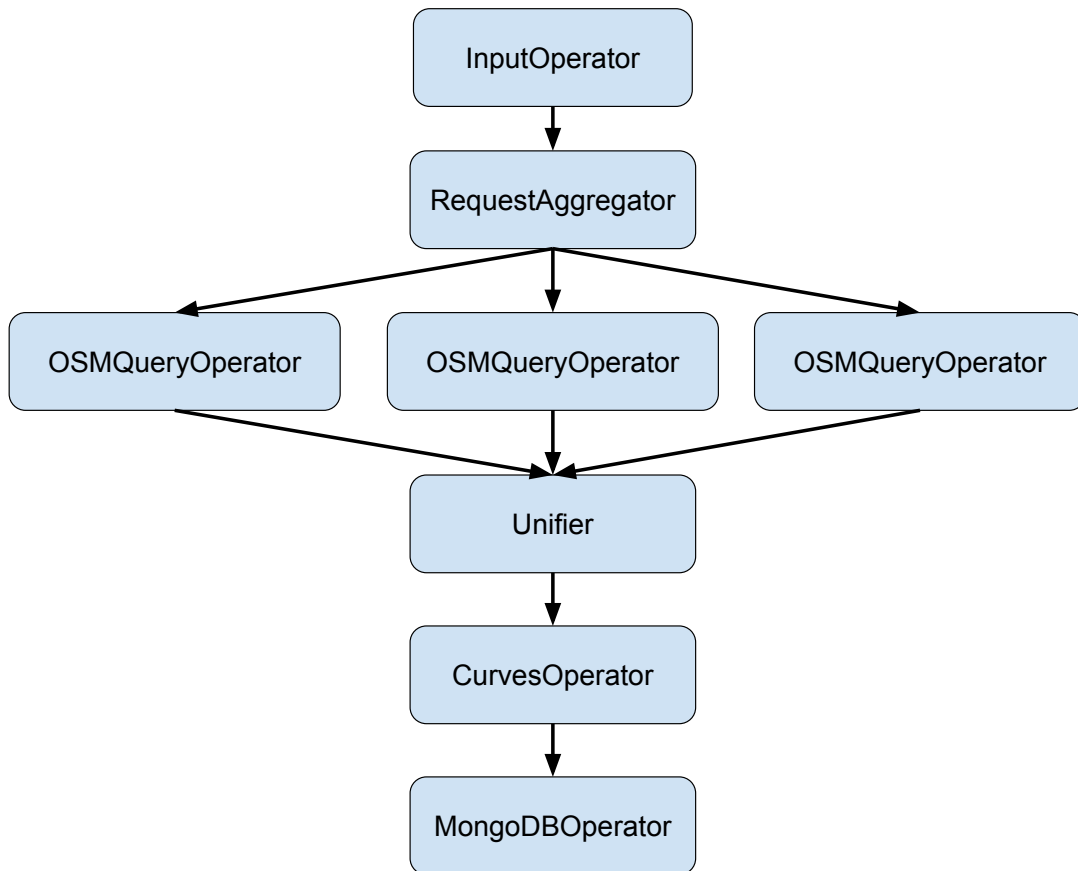 InputOperator
RequestAggregator
OSMQueryOperator
OSMQueryOperator
OSMQueryOperator
Unifier
CurvesOperator
MongoDBOperator